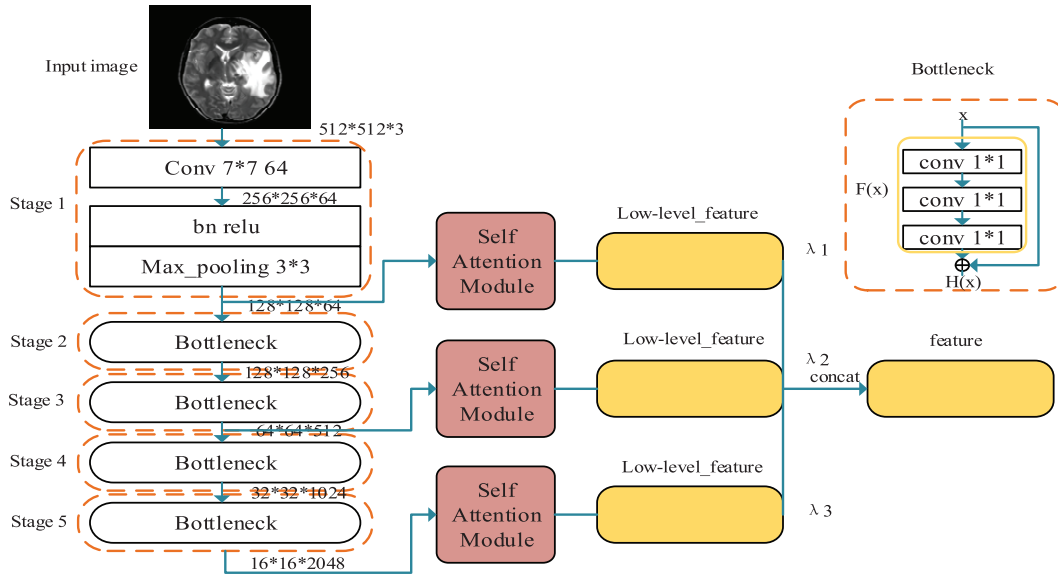 Input image
512*512*3
Stage 1
Conv 7*7 64
256*256*64
bn relu
Max_pooling 3*3
128*128*64
Stage 2
Bottleneck
128*128*256
Stage 3
Bottleneck
64*64*512
Stage 4
Bottleneck
32*32*1024
Stage 5
Bottleneck
16*16*2048
Self
Attention
Module
Self
Attention
Module
Self
Attention
Module
Low-level_feature
λ1
Low-level_feature
λ2
concat
Low-level_feature
λ3
feature
Bottleneck
x
F(x)
conv 1*1
conv 1*1
conv 1*1
H(x)